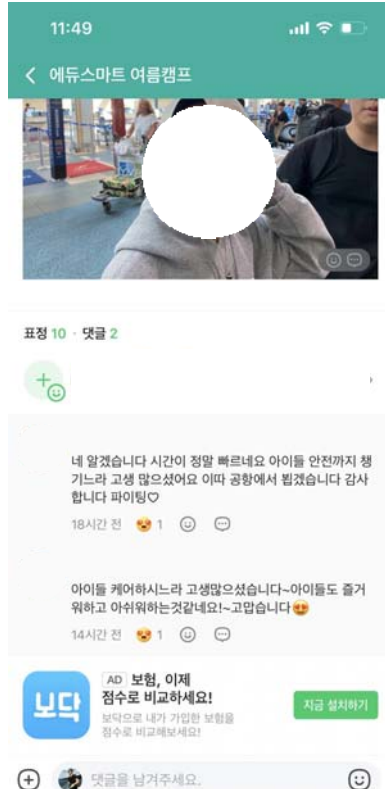 11:49
에듀스마트 여름캠프
표정 10 · 댓글 2
네 알겠습니다 시간이 정말 빠르네요 아이들 안전까지 챙
기느라 고생 많으셨어요 이따 공항에서 뵙겠습니다 감사
합니다 파이팅♡
18시간 전 😍 1
아이들 케어하시느라 고생많으셨습니다~아이들도 즐거
워하고 아쉬워하는것같네요!~고맙습니다😍
14시간 전 😍 1
AD 보험, 이제
점수로 비교하세요!
보닥으로 내가 가입한 보험을
점수로 비교해보세요!
보닥
지금 설치하기
댓글을 남겨주세요.